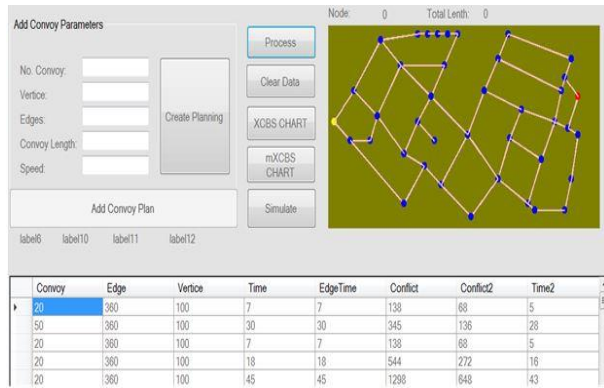 Node: 0 Total Lenth: 0
Add Convoy Parameters
No. Convoy:
Vertice:
Edges:
Convoy Length:
Speed:
Create Planning
Process
Clear Data
XCBS CHART
mXCBS
CHART
Simulate
Add Convoy Plan
label6 label10 label11 label12
Convoy Edge Vertice Time EdgeTime Conflict Conflict2 Time2
20 360 100 7 7 138 68 5
50 360 100 30 30 345 136 28
20 360 100 7 7 138 68 5
20 360 100 18 18 544 272 16
20 360 100 45 45 1298 648 43